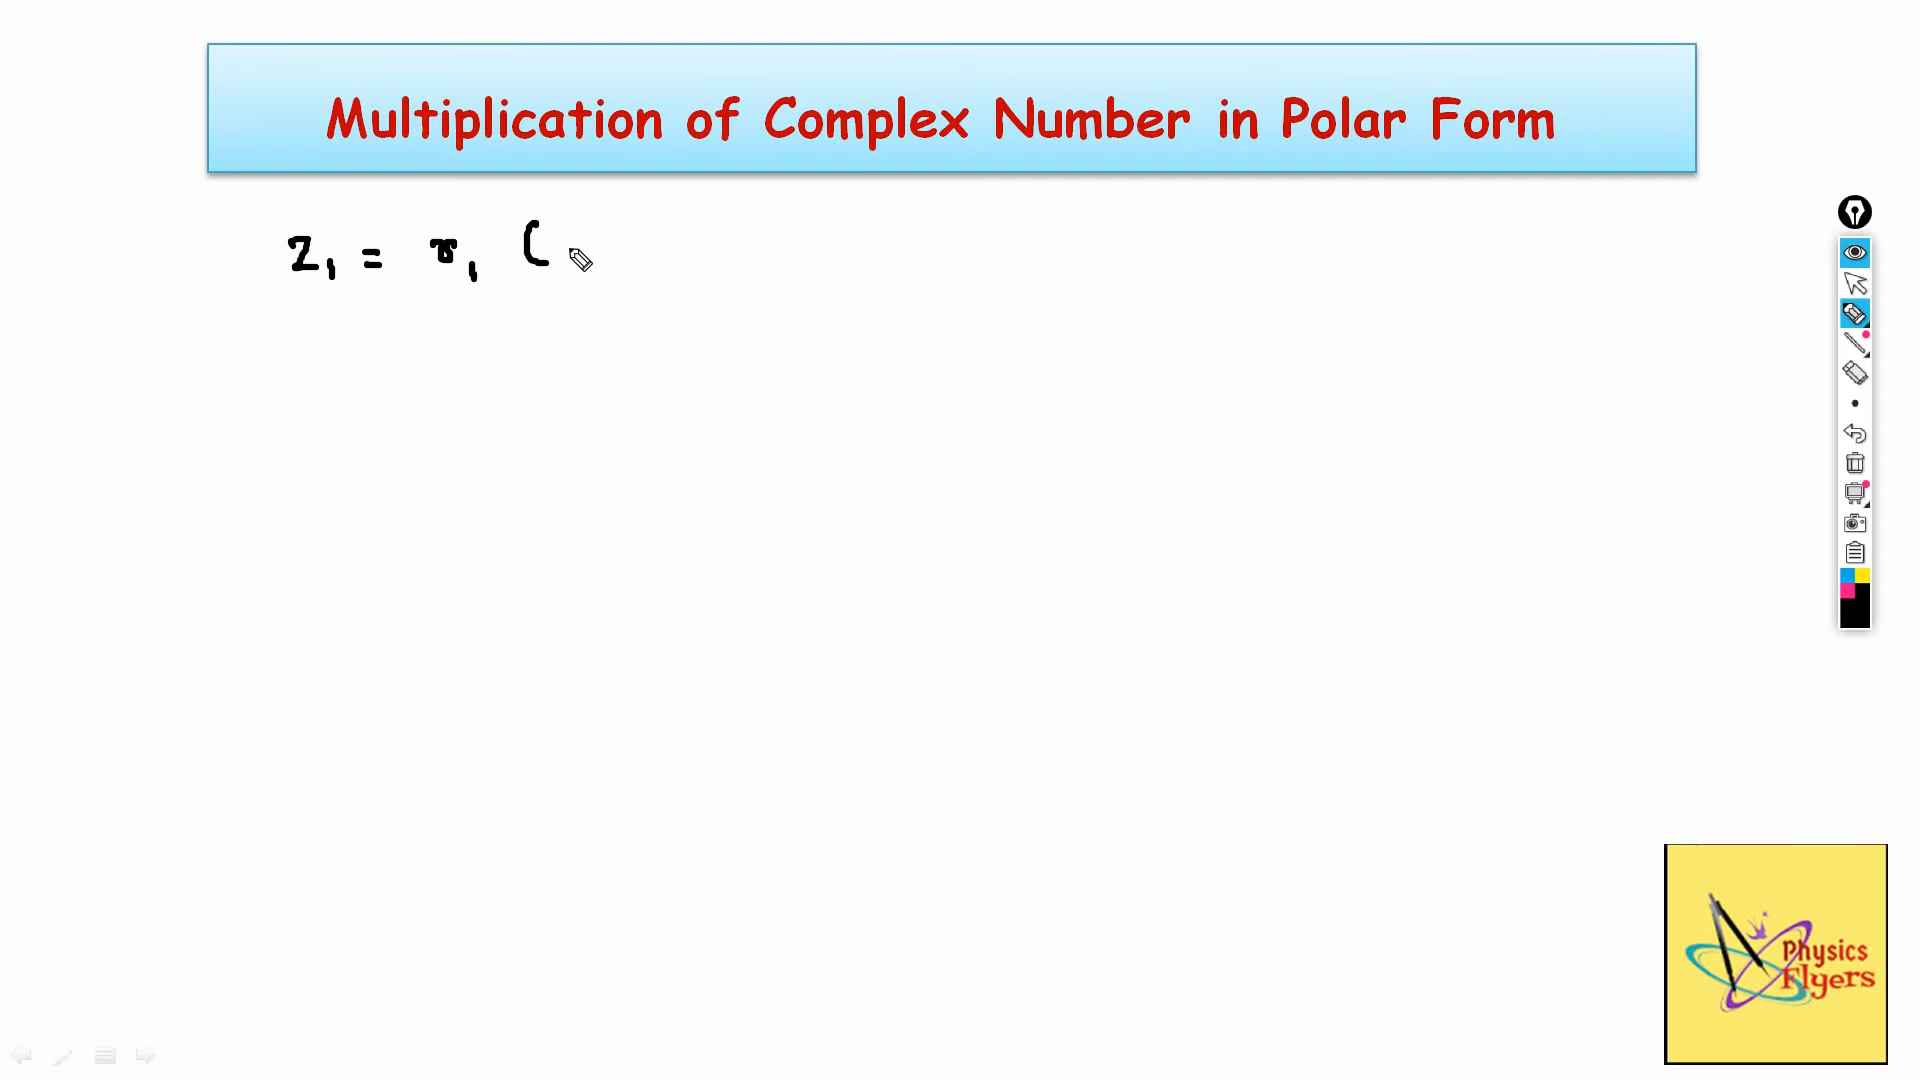 Multiplication of Complex Number in Polar Form
z₁ = r₁ (
Physics
Flyers